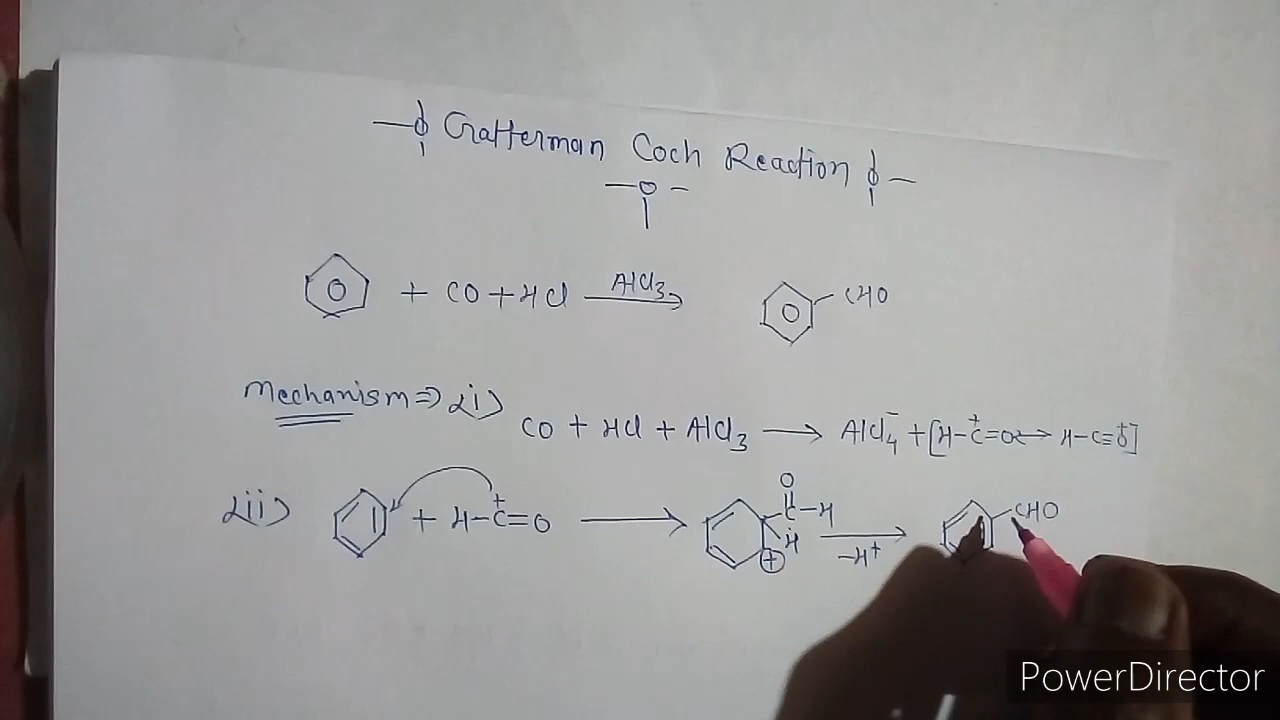 Gatterman Coch Reaction
+ CO + HCl AlCl3 → CHO
Mechanism ⇒ (i)
CO + HCl + AlCl3 → AlCl4⁻ + [H-C⁺=O ↔ H-C≡O⁺]
(ii) + H-C⁺=O → O C-H H ⊕ -H⁺ → CHO
PowerDirector